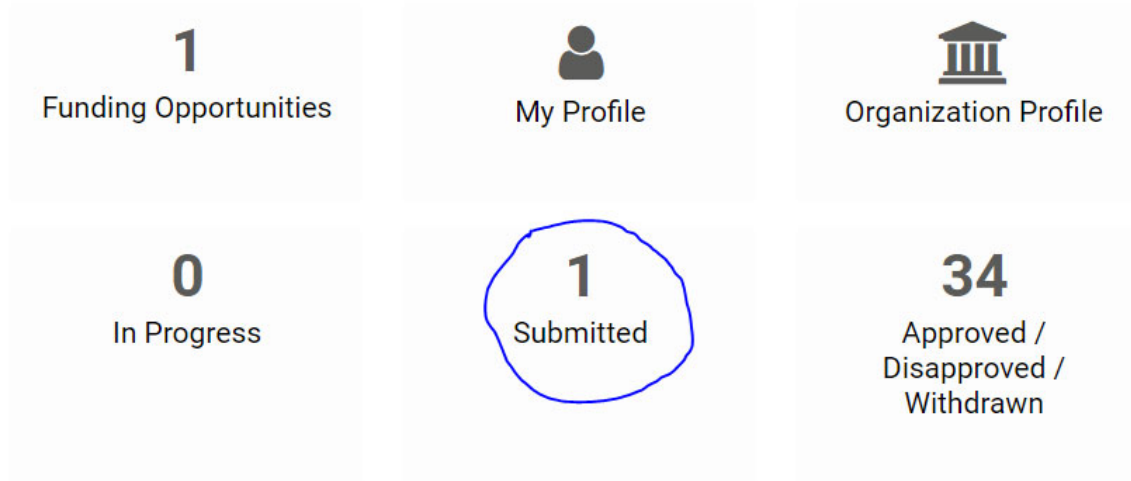 1
Funding Opportunities
My Profile
Organization Profile
0
In Progress
1
Submitted
34
Approved /
Disapproved /
Withdrawn